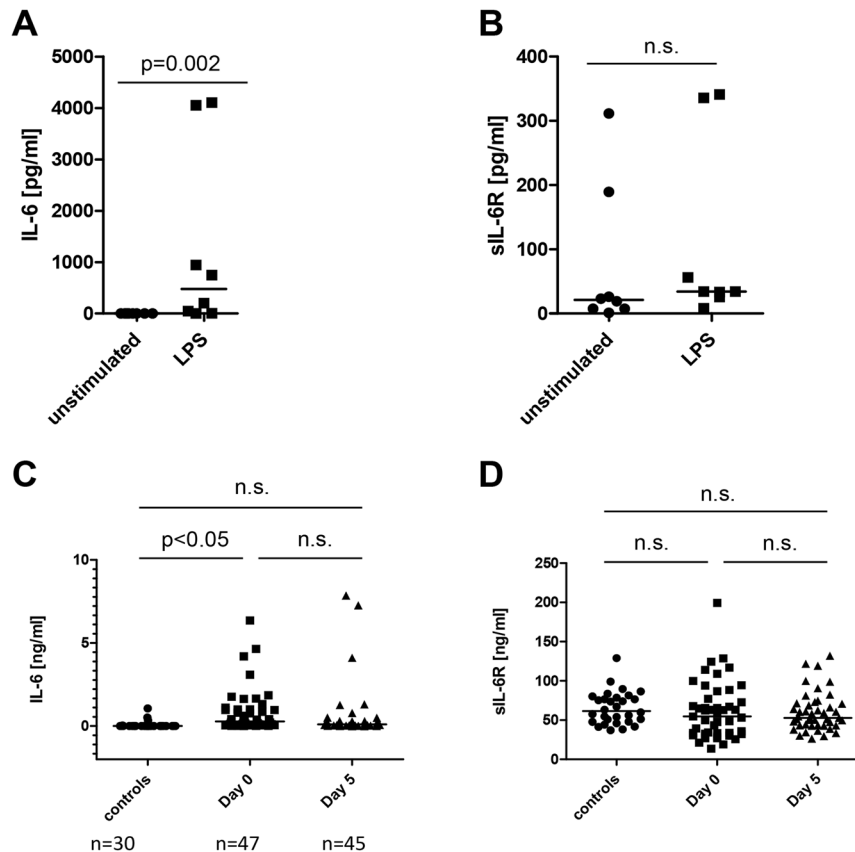 A
p=0.002
5000
4000
3000
2000
1000
0
IL-6 [pg/ml]
unstimulated
LPS
B
n.s.
400
300
200
100
0
sIL-6R [pg/ml]
unstimulated
LPS
C
n.s.
p<0.05
n.s.
10
5
0
IL-6 [ng/ml]
controls
Day 0
Day 5
n=30
n=47
n=45
D
n.s.
n.s.
n.s.
250
200
150
100
50
0
sIL-6R [ng/ml]
controls
Day 0
Day 5